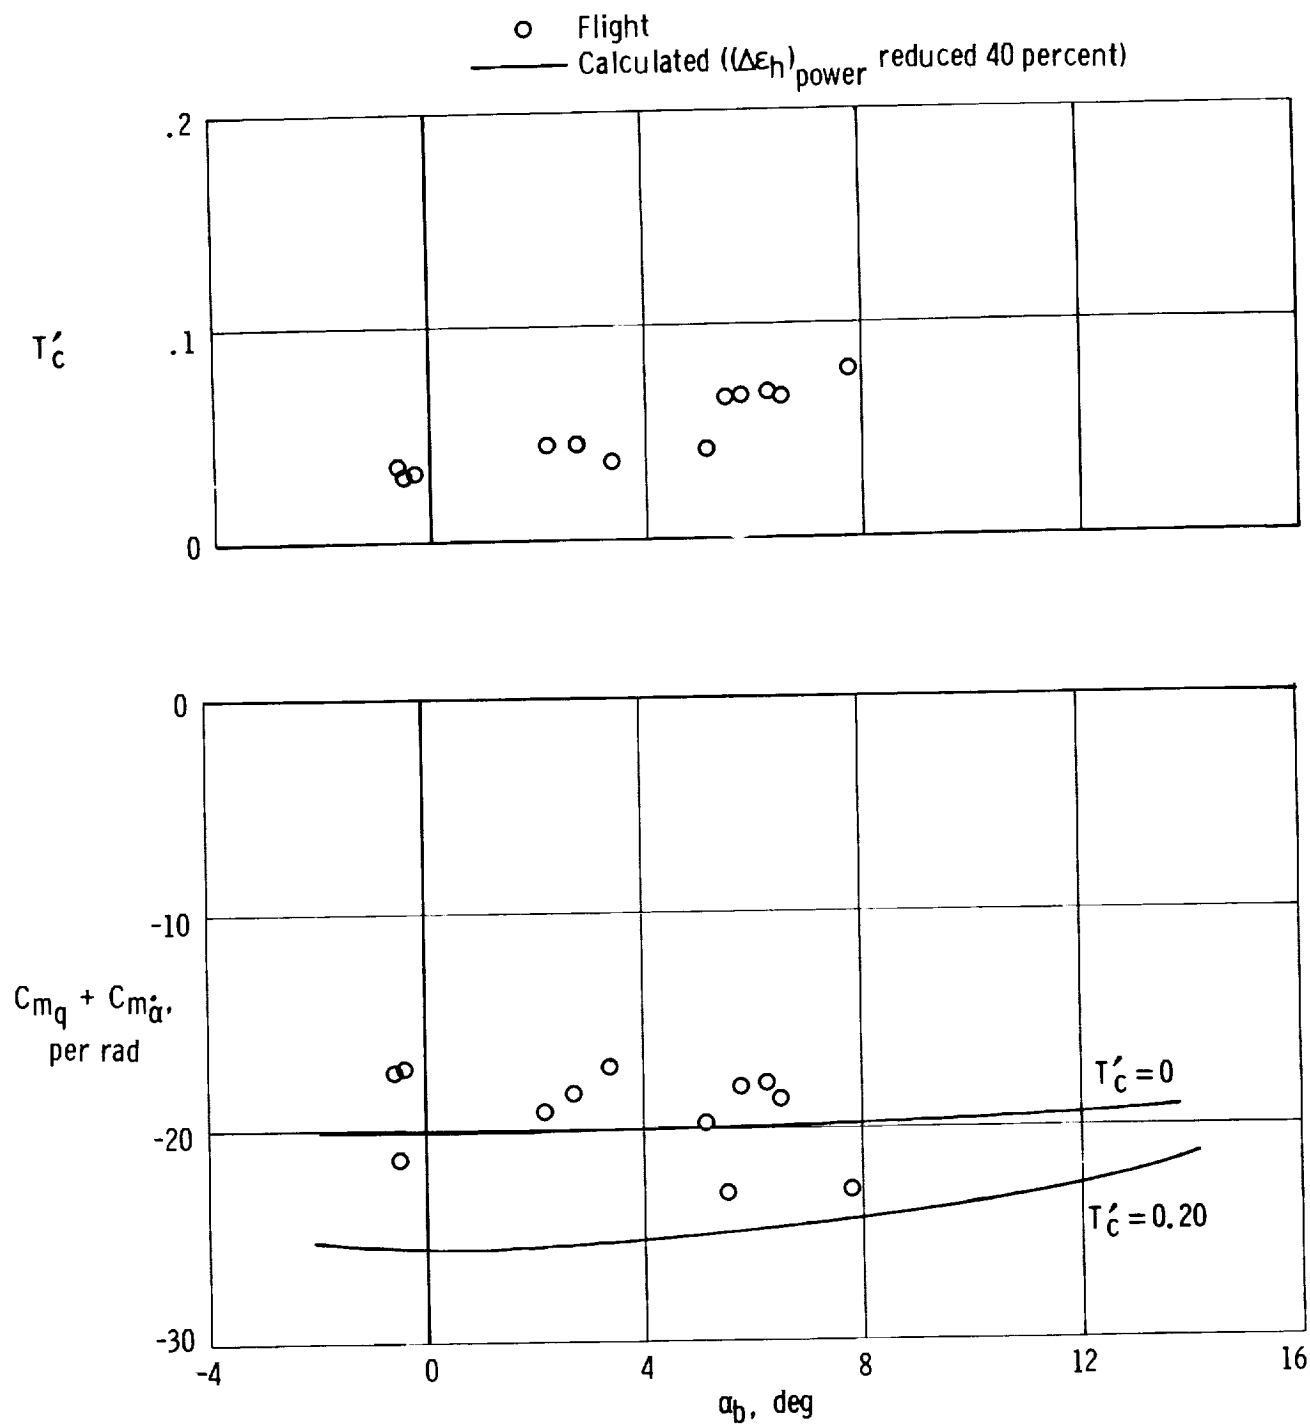 Flight
Calculated ((Δεh)power reduced 40 percent)
.2
.1
0
T′c
0
-10
-20
-30
Cmq + Cmα̇,
per rad
T′c = 0
T′c = 0.20
-4
0
4
8
12
16
αb, deg